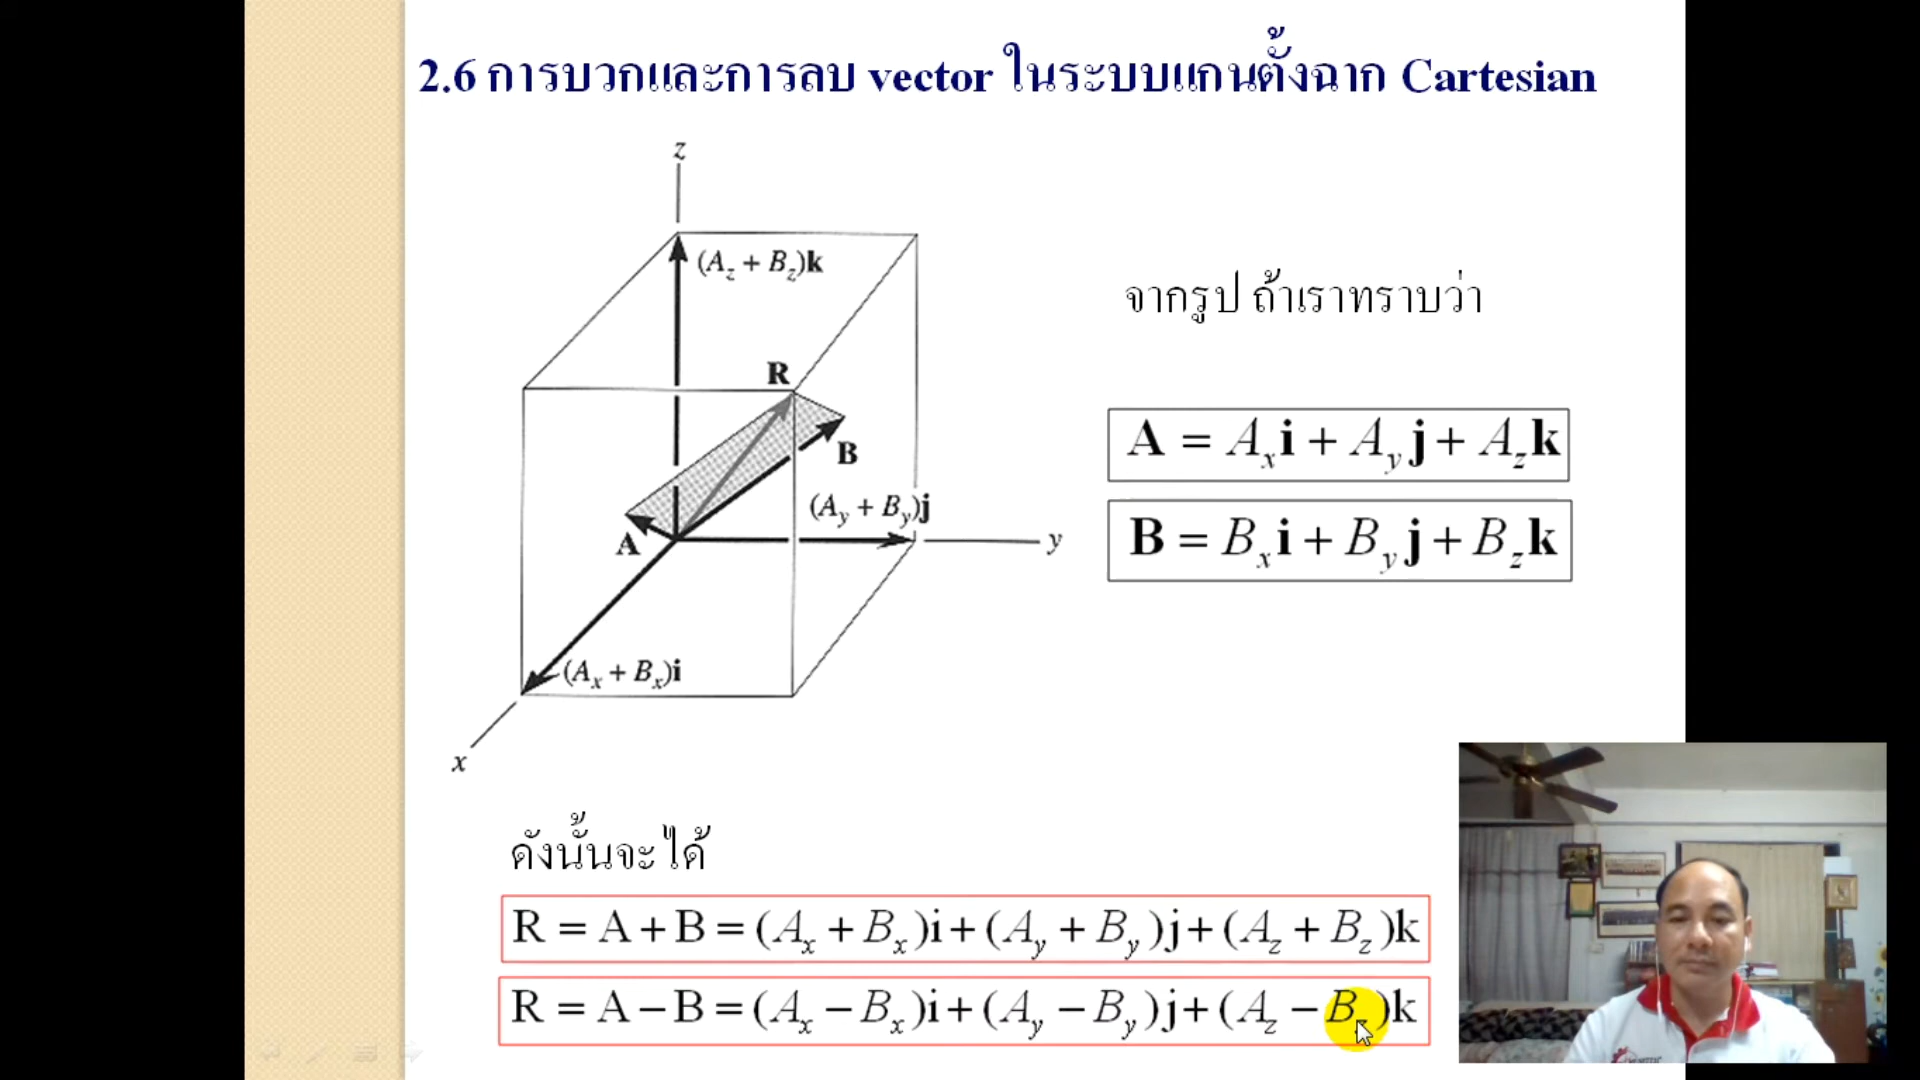 2.6 การบวกและการลบ vector ในระบบแกนตั้งฉาก Cartesian
z
(A_z + B_z)k
จากรูป ถ้าเราทราบว่า
R
A = A_x i + A_y j + A_z k
B
(A_y + B_y)j
B = B_x i + B_y j + B_z k
A
y
(A_x + B_x)i
x
ดังนั้นจะได้
R = A + B = (A_x + B_x)i + (A_y + B_y)j + (A_z + B_z)k
R = A − B = (A_x − B_x)i + (A_y − B_y)j + (A_z − B_z)k